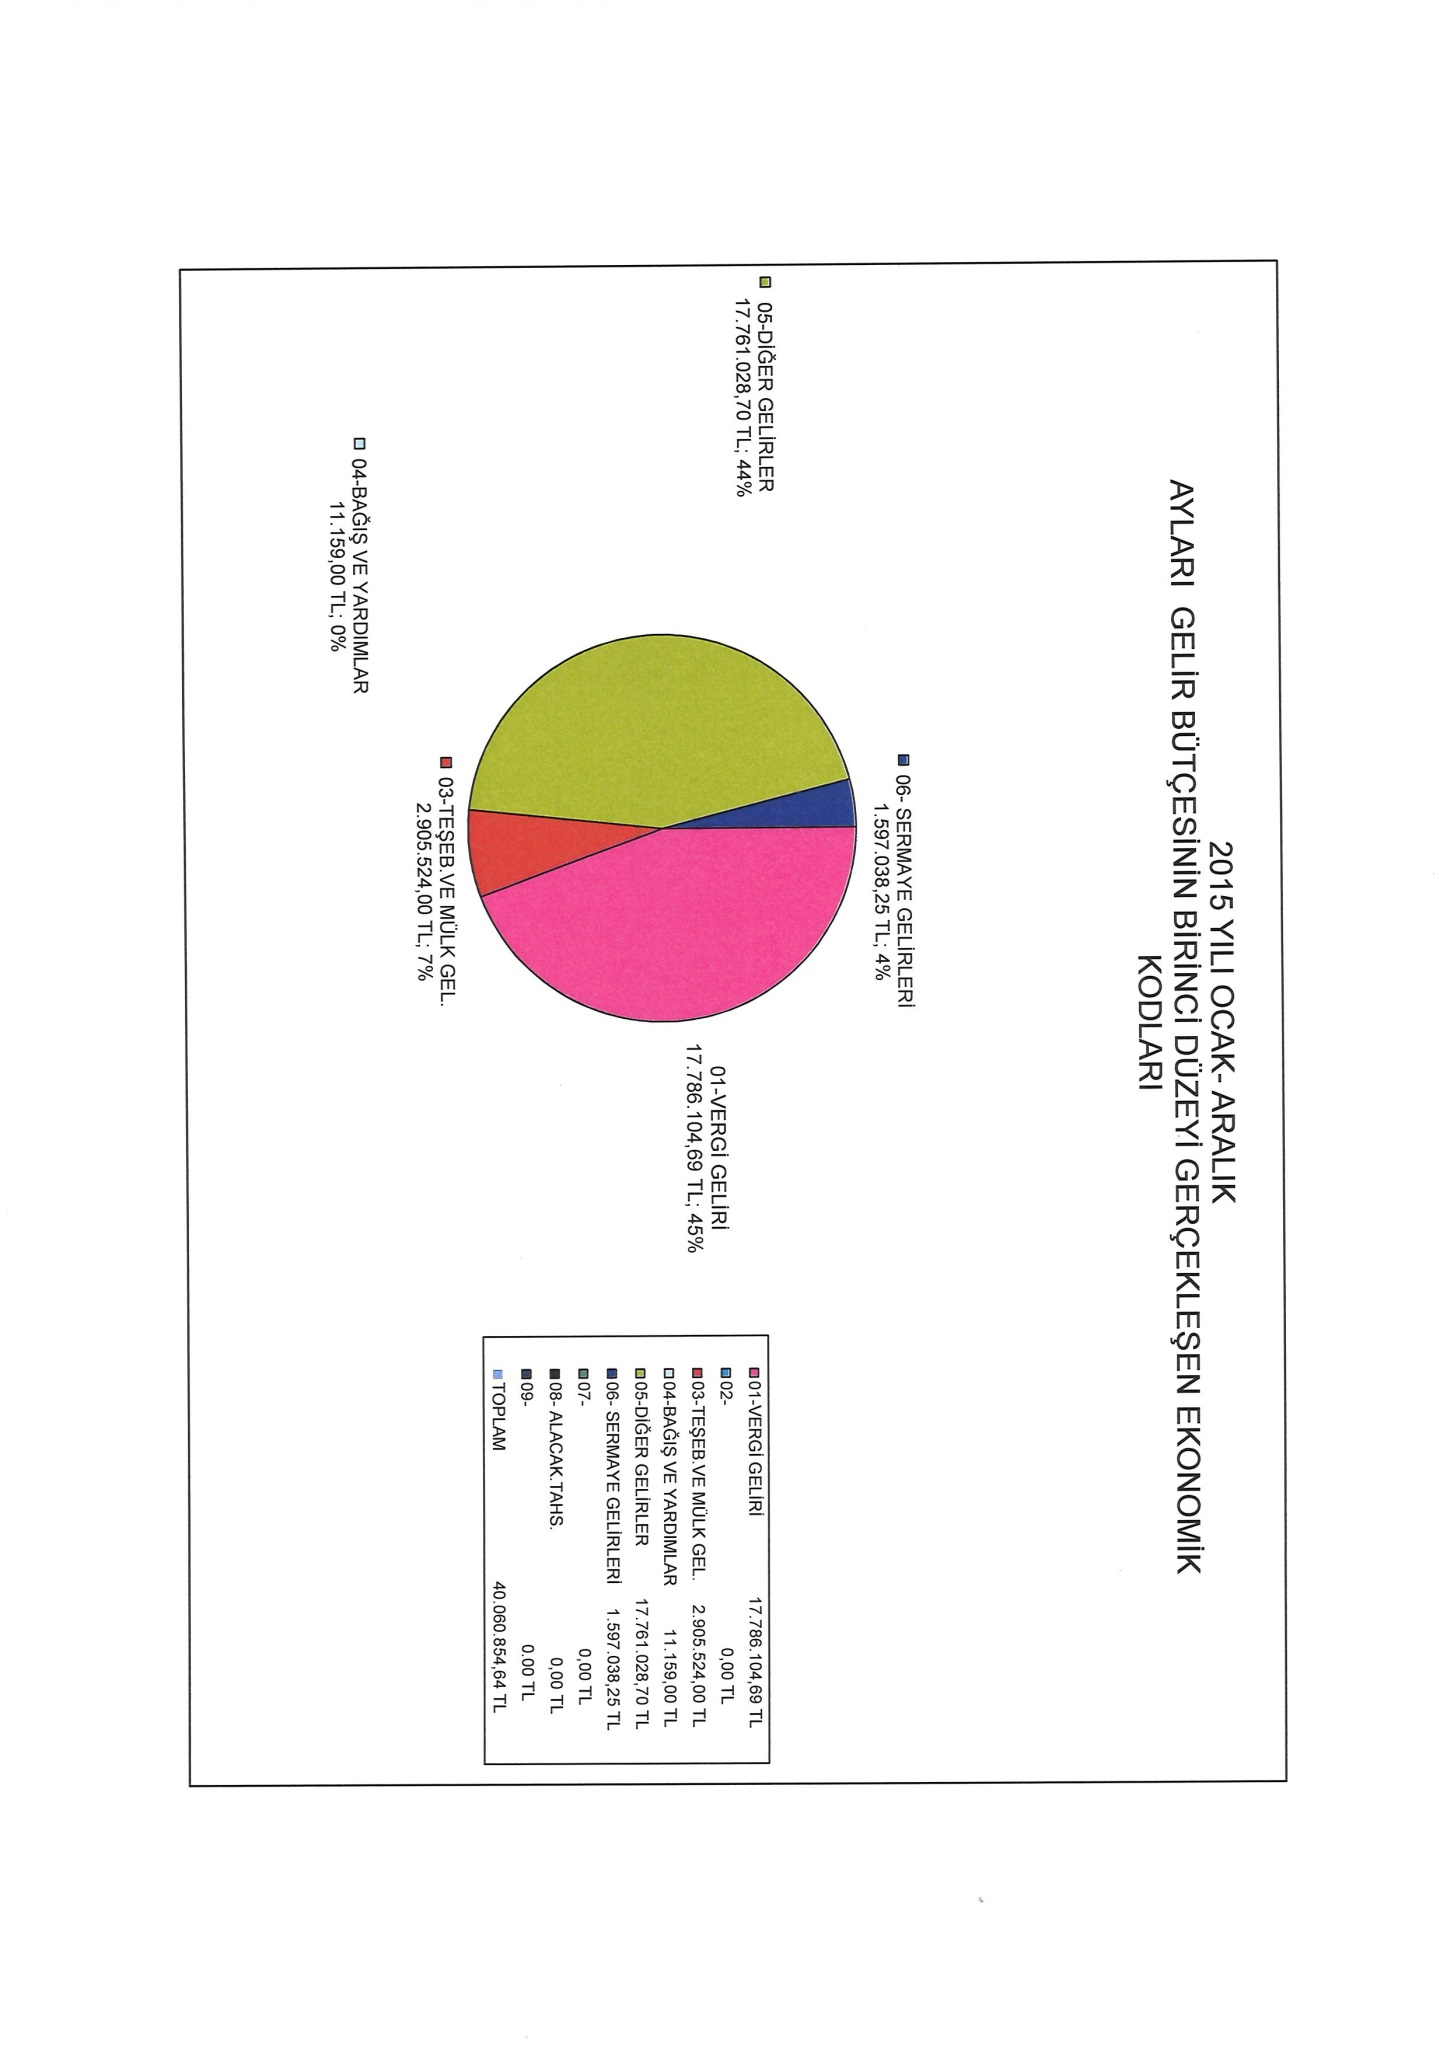 2015 YILI OCAK- ARALIK
AYLARI GELİR BÜTÇESİNİN BİRİNCİ DÜZEYİ GERÇEKLEŞEN EKONOMİK
KODLARI
06- SERMAYE GELİRLERİ
1.597.038,25 TL; 4%
05-DİĞER GELİRLER
17.761.028,70 TL; 44%
01-VERGİ GELİRİ
17.786.104,69 TL; 45%
03-TEŞEB.VE MÜLK GEL.
2.905.524,00 TL; 7%
04-BAĞIŞ VE YARDIMLAR
11.159,00 TL; 0%
01-VERGİ GELİRİ 17.786.104,69 TL
02- 0,00 TL
03-TEŞEB.VE MÜLK GEL. 2.905.524,00 TL
04-BAĞIŞ VE YARDIMLAR 11.159,00 TL
05-DİĞER GELİRLER 17.761.028,70 TL
06- SERMAYE GELİRLERİ 1.597.038,25 TL
07- 0,00 TL
08- ALACAK.TAHS. 0,00 TL
09- 0.00 TL
TOPLAM 40.060.854,64 TL